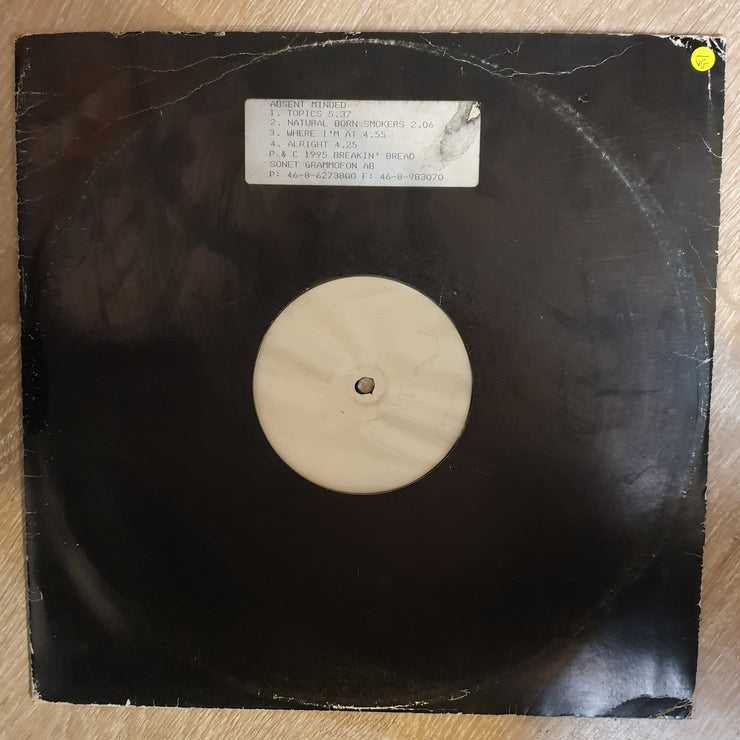 VG
ABSENT MINDED
1. TOPICS 5.37
2. NATURAL BORN SMOKERS 2.06
3. WHERE I'M AT 4.55
4. ALRIGHT 4.25
P & C 1995 BREAKIN' BREAD
SONET GRAMMOFON AB
P: 46-8-6273800 F: 46-8-983070